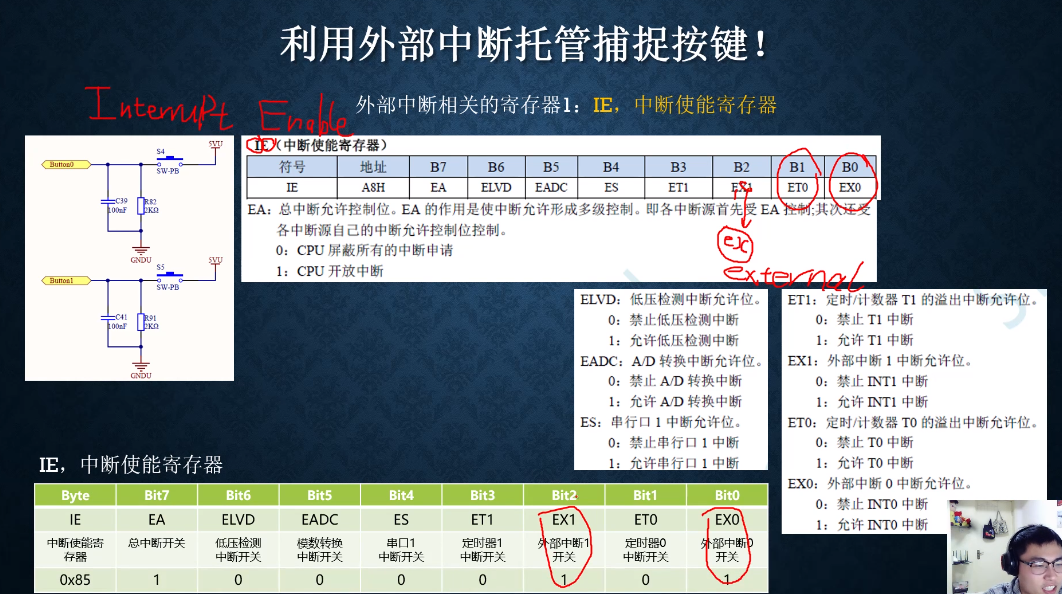 利用外部中断托管捕捉按键！
Interrupt Enable
外部中断相关的寄存器1：IE，中断使能寄存器
Button0
S4
SW-PB
5VU
C39
100nF
R82
2KΩ
GNDU
Button1
S5
SW-PB
5VU
C41
100nF
R91
2KΩ
GNDU
IE（中断使能寄存器）
符号 地址 B7 B6 B5 B4 B3 B2 B1 B0
IE A8H EA ELVD EADC ES ET1 EX1 ET0 EX0
EA：总中断允许控制位。EA 的作用是使中断允许形成多级控制。即各中断源首先受 EA 控制;其次还受
各中断源自己的中断允许控制位控制。
0：CPU 屏蔽所有的中断申请
1：CPU 开放中断
ex
external
ELVD：低压检测中断允许位。
0：禁止低压检测中断
1：允许低压检测中断
EADC：A/D 转换中断允许位。
0：禁止 A/D 转换中断
1：允许 A/D 转换中断
ES：串行口 1 中断允许位。
0：禁止串行口 1 中断
1：允许串行口 1 中断
ET1：定时/计数器 T1 的溢出中断允许位。
0：禁止 T1 中断
1：允许 T1 中断
EX1：外部中断 1 中断允许位。
0：禁止 INT1 中断
1：允许 INT1 中断
ET0：定时/计数器 T0 的溢出中断允许位。
0：禁止 T0 中断
1：允许 T0 中断
EX0：外部中断 0 中断允许位。
0：禁止 INT0 中断
1：允许 INT0 中断
IE，中断使能寄存器
Byte Bit7 Bit6 Bit5 Bit4 Bit3 Bit2 Bit1 Bit0
IE EA ELVD EADC ES ET1 EX1 ET0 EX0
中断使能寄存器 总中断开关 低压检测中断开关 模数转换中断开关 串口1中断开关 定时器1中断开关 外部中断1开关 定时器0中断开关 外部中断0开关
0x85 1 0 0 0 0 1 0 1